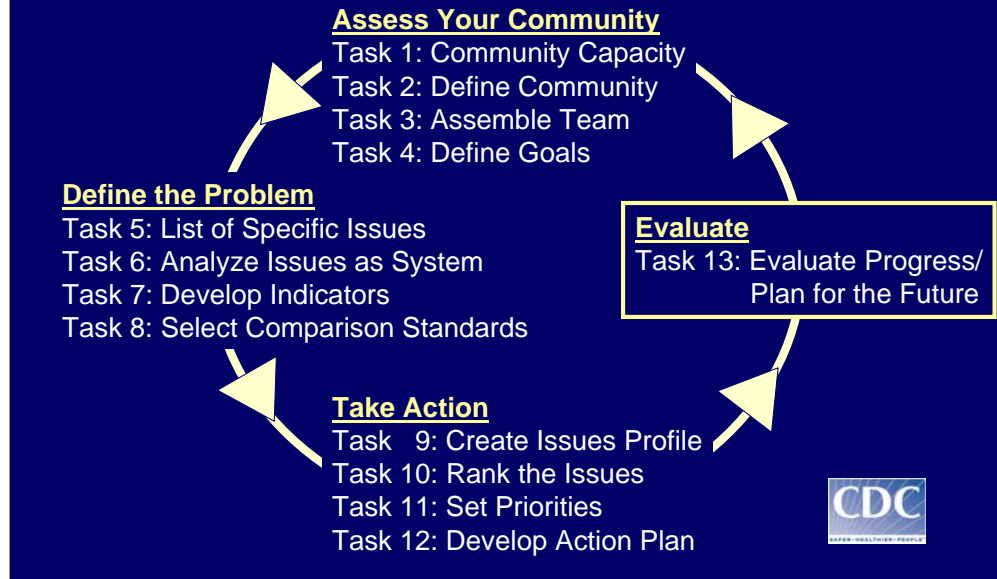 Assess Your Community
Task 1: Community Capacity
Task 2: Define Community
Task 3: Assemble Team
Task 4: Define Goals
Define the Problem
Task 5: List of Specific Issues
Task 6: Analyze Issues as System
Task 7: Develop Indicators
Task 8: Select Comparison Standards
Take Action
Task 9: Create Issues Profile
Task 10: Rank the Issues
Task 11: Set Priorities
Task 12: Develop Action Plan
Evaluate
Task 13: Evaluate Progress/
Plan for the Future
CDC
SAFER•HEALTHIER•PEOPLE™